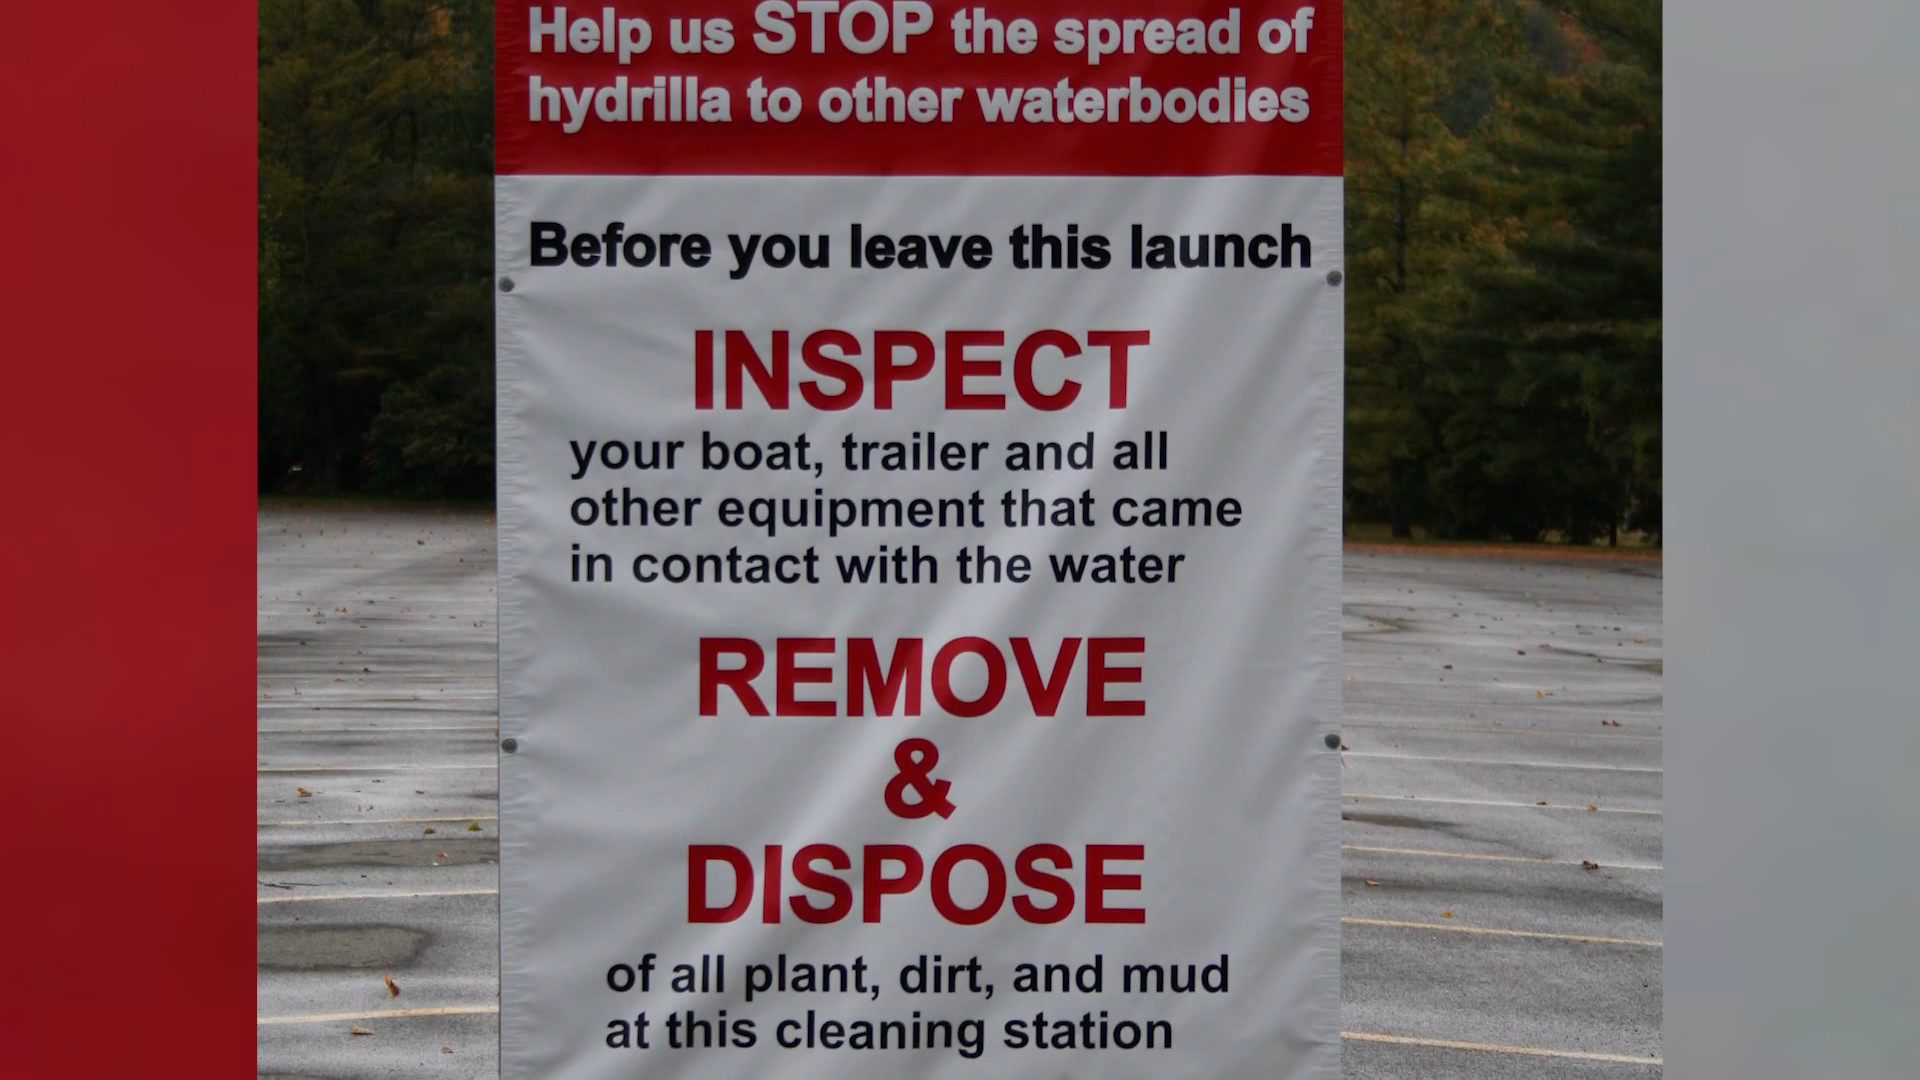 Help us STOP the spread of
hydrilla to other waterbodies
Before you leave this launch
INSPECT
your boat, trailer and all
other equipment that came
in contact with the water
REMOVE
&
DISPOSE
of all plant, dirt, and mud
at this cleaning station